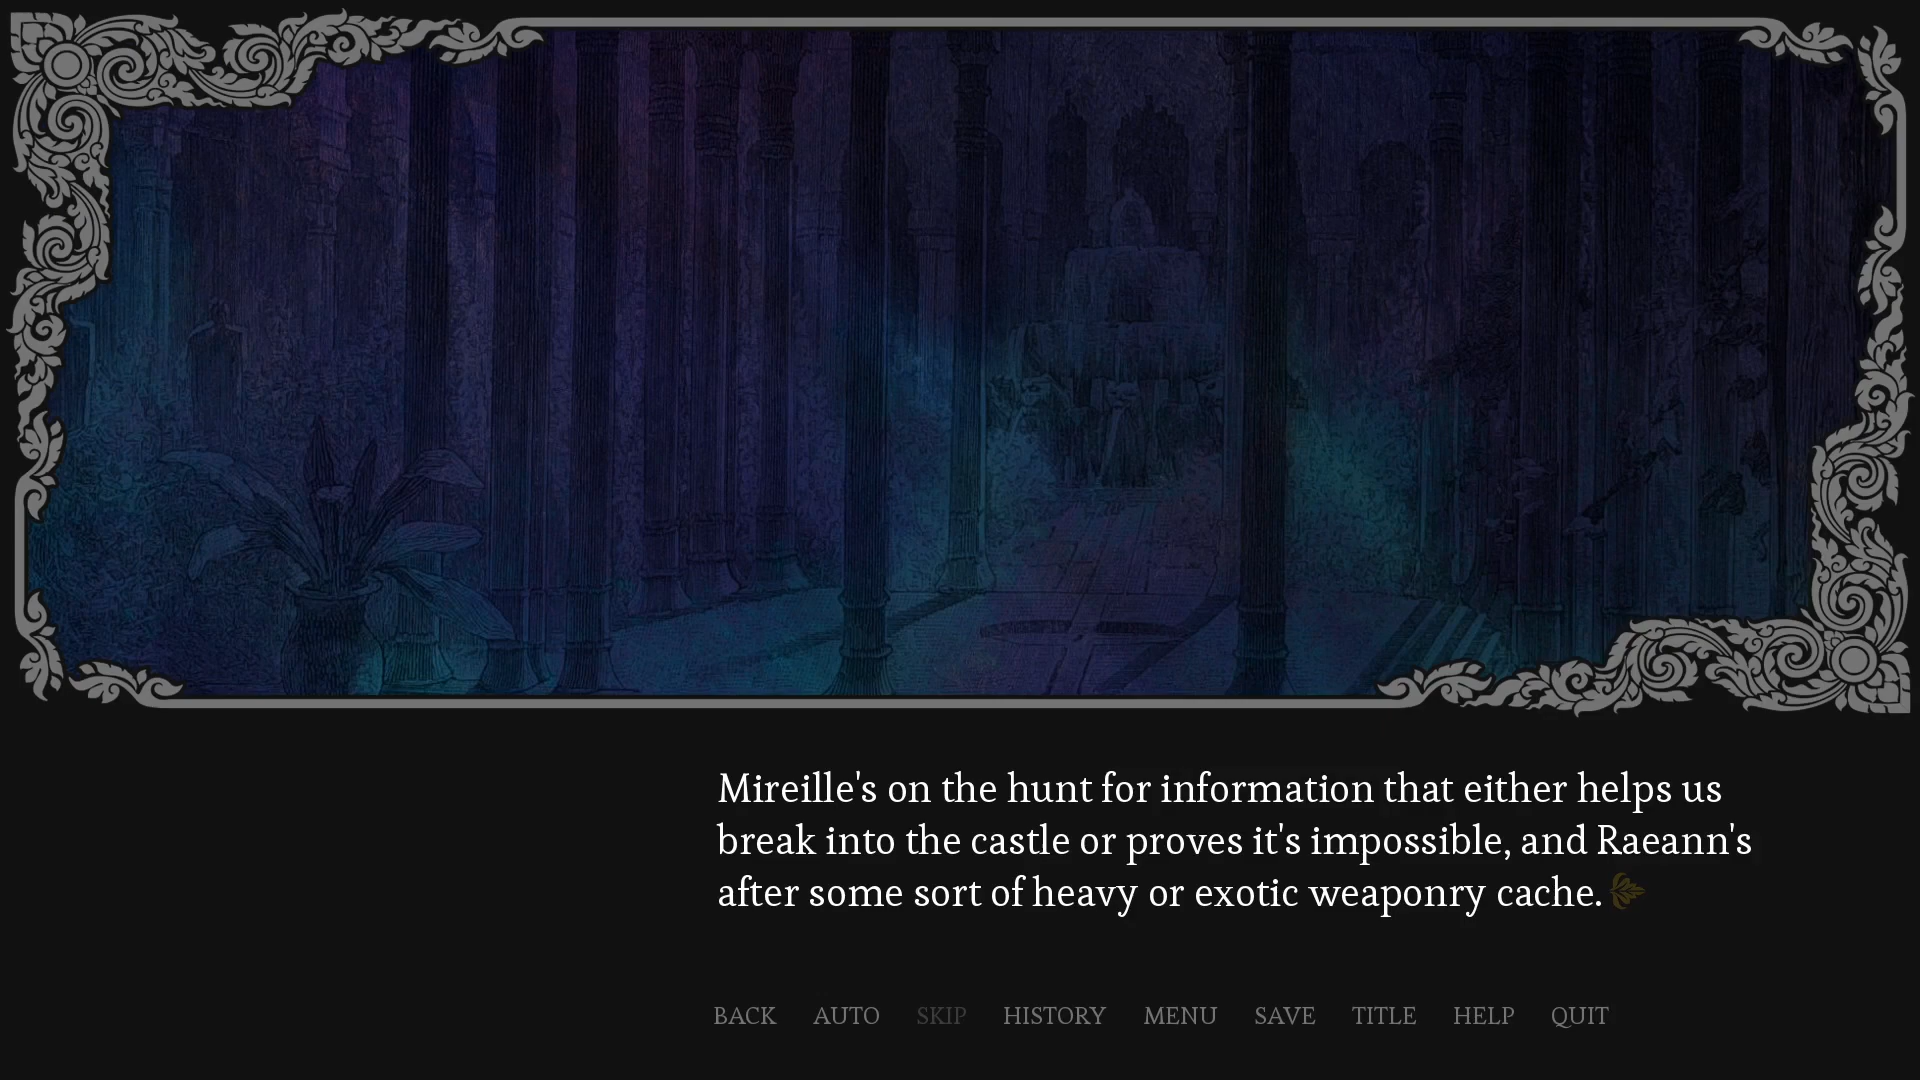 Mireille's on the hunt for information that either helps us
break into the castle or proves it's impossible, and Raeann's
after some sort of heavy or exotic weaponry cache.
BACK AUTO SKIP HISTORY MENU SAVE TITLE HELP QUIT